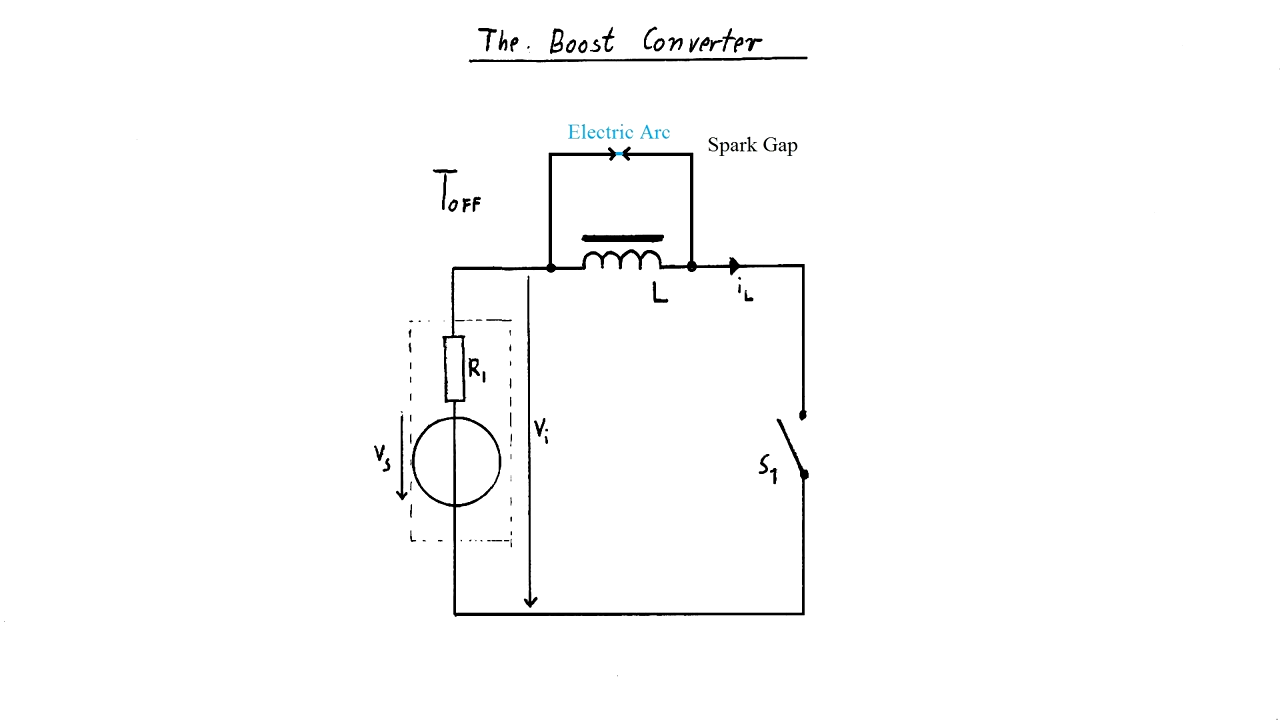 The Boost Converter
Electric Arc
Spark Gap
TOFF
L
iL
R1
Vs
Vi
S1